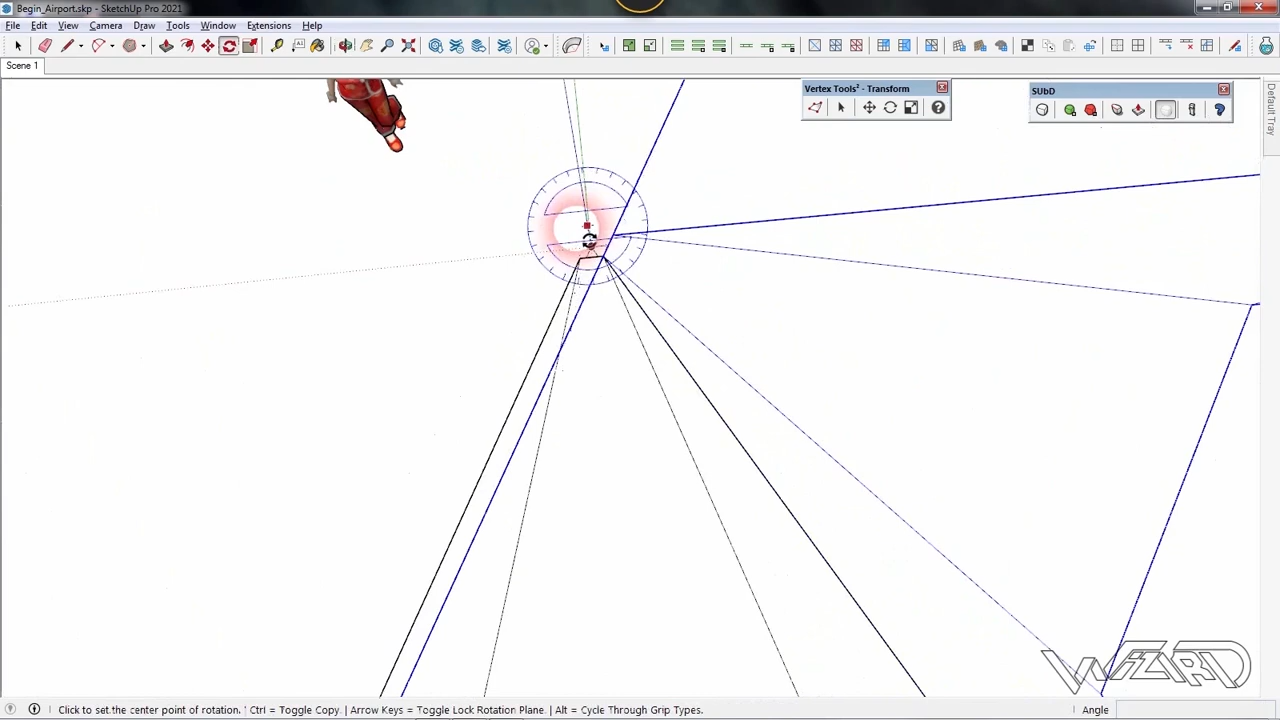 Begin_Airport.skp - SketchUp Pro 2021
File Edit View Camera Draw Tools Window Extensions Help
Scene 1
Vertex Tools² - Transform
SUbD
Default Tray
WIZARD
Click to set the center point of rotation. Ctrl = Toggle Copy. | Arrow Keys = Toggle Lock Rotation Plane. | Alt = Cycle Through Grip Types.
Angle